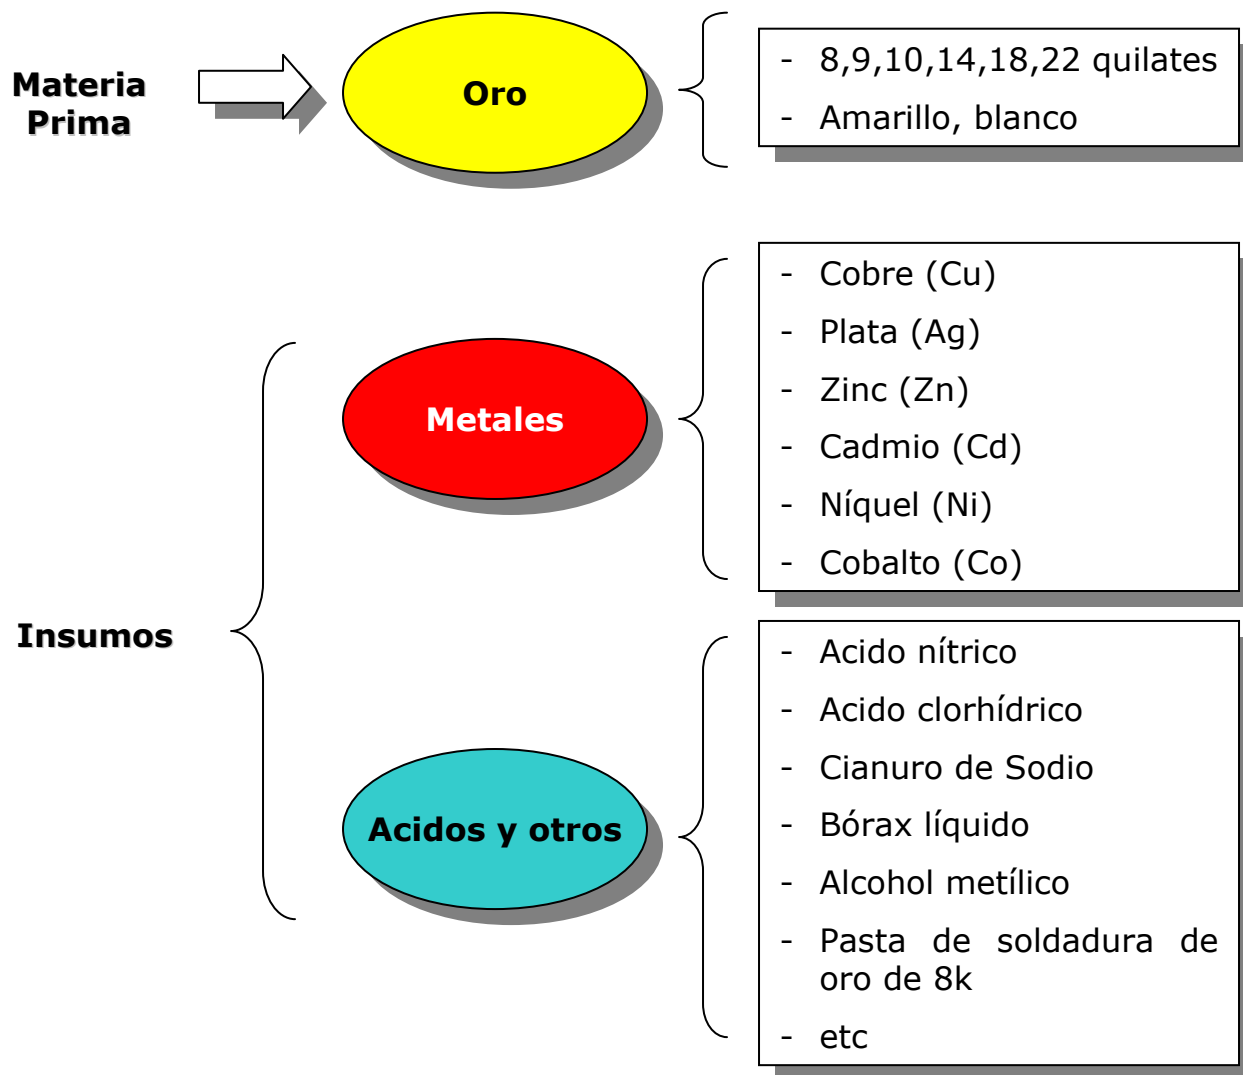 Materia
Prima
Oro
- 8,9,10,14,18,22 quilates
- Amarillo, blanco
Insumos
Metales
- Cobre (Cu)
- Plata (Ag)
- Zinc (Zn)
- Cadmio (Cd)
- Níquel (Ni)
- Cobalto (Co)
Acidos y otros
- Acido nítrico
- Acido clorhídrico
- Cianuro de Sodio
- Bórax líquido
- Alcohol metílico
- Pasta de soldadura de
oro de 8k
- etc